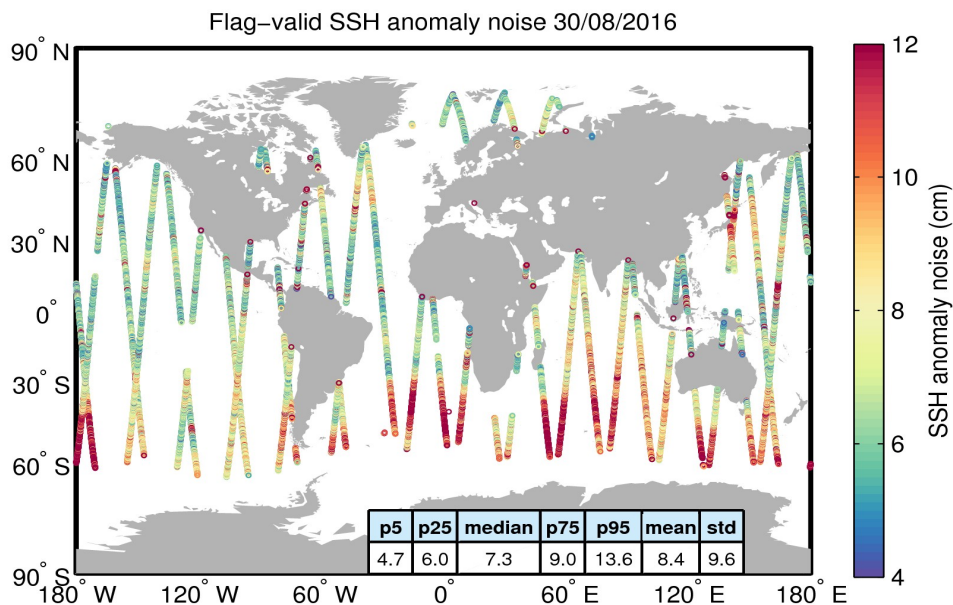 Flag−valid SSH anomaly noise 30/08/2016
90° N
60° N
30° N
0°
30° S
60° S
90° S
180° W
120° W
60° W
0°
60° E
120° E
180° E
p5 p25 median p75 p95 mean std
4.7 6.0 7.3 9.0 13.6 8.4 9.6
12
10
8
6
4
SSH anomaly noise (cm)